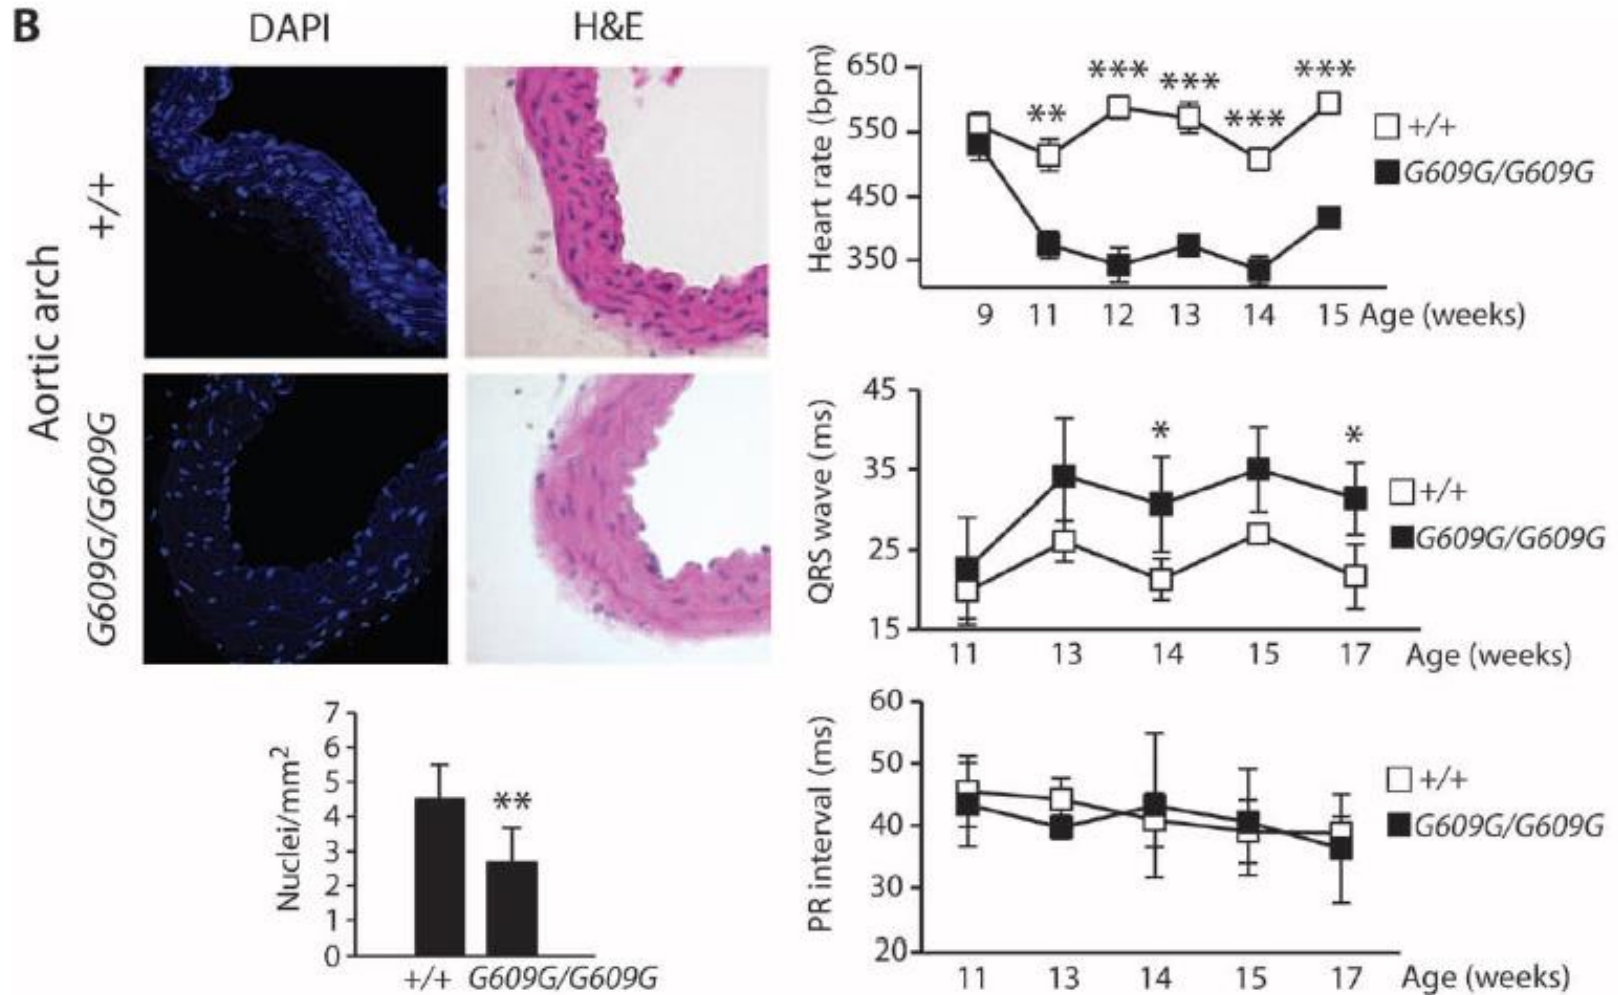 B
DAPI
H&E
Aortic arch
+/+
G609G/G609G
Nuclei/mm²
7
6
5
4
3
2
1
0
**
+/+ G609G/G609G
Heart rate (bpm)
650
550
450
350
**
***
***
***
***
+/+
G609G/G609G
9 11 12 13 14 15 Age (weeks)
QRS wave (ms)
45
35
25
15
*
*
+/+
G609G/G609G
11 13 14 15 17 Age (weeks)
PR interval (ms)
60
50
40
30
20
+/+
G609G/G609G
11 13 14 15 17 Age (weeks)